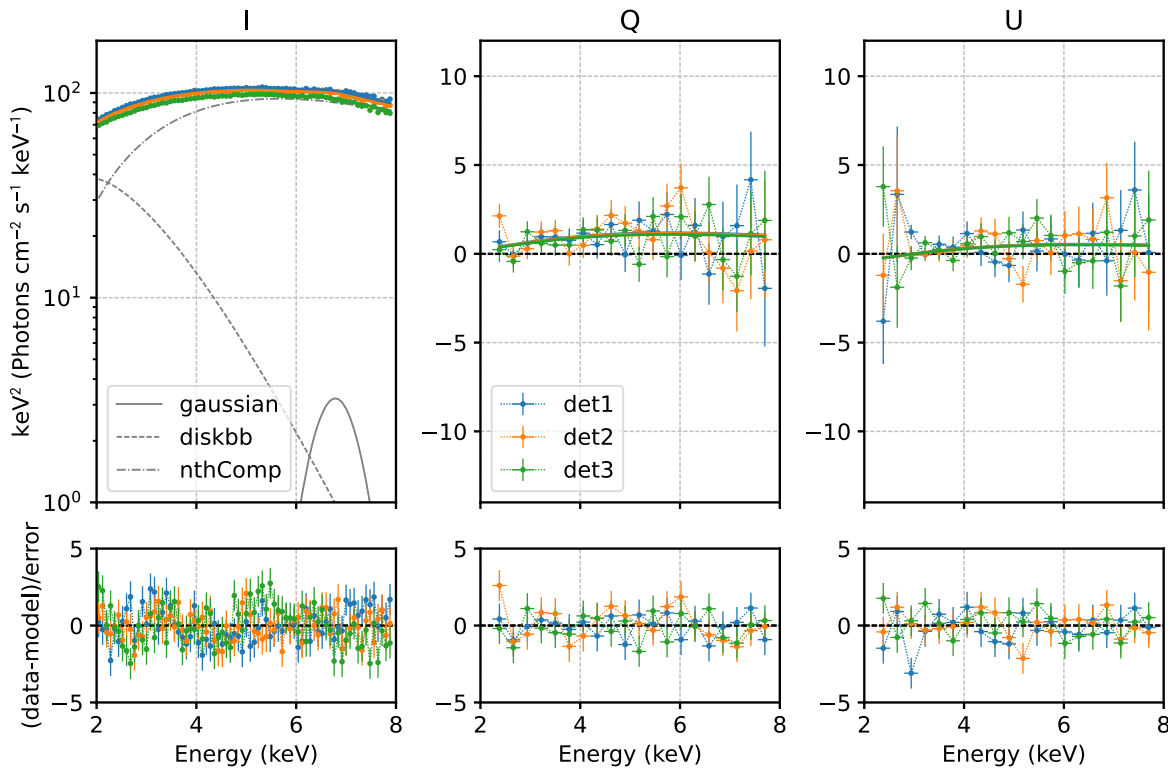 I Q U
keV² (Photons cm⁻² s⁻¹ keV⁻¹)
10²
10¹
10⁰
gaussian
diskbb
nthComp
10
5
0
−5
−10
det1
det2
det3
10
5
0
−5
−10
(data-model)/error
5
0
−5
2 4 6 8
Energy (keV)
5
0
−5
2 4 6 8
Energy (keV)
5
0
−5
2 4 6 8
Energy (keV)